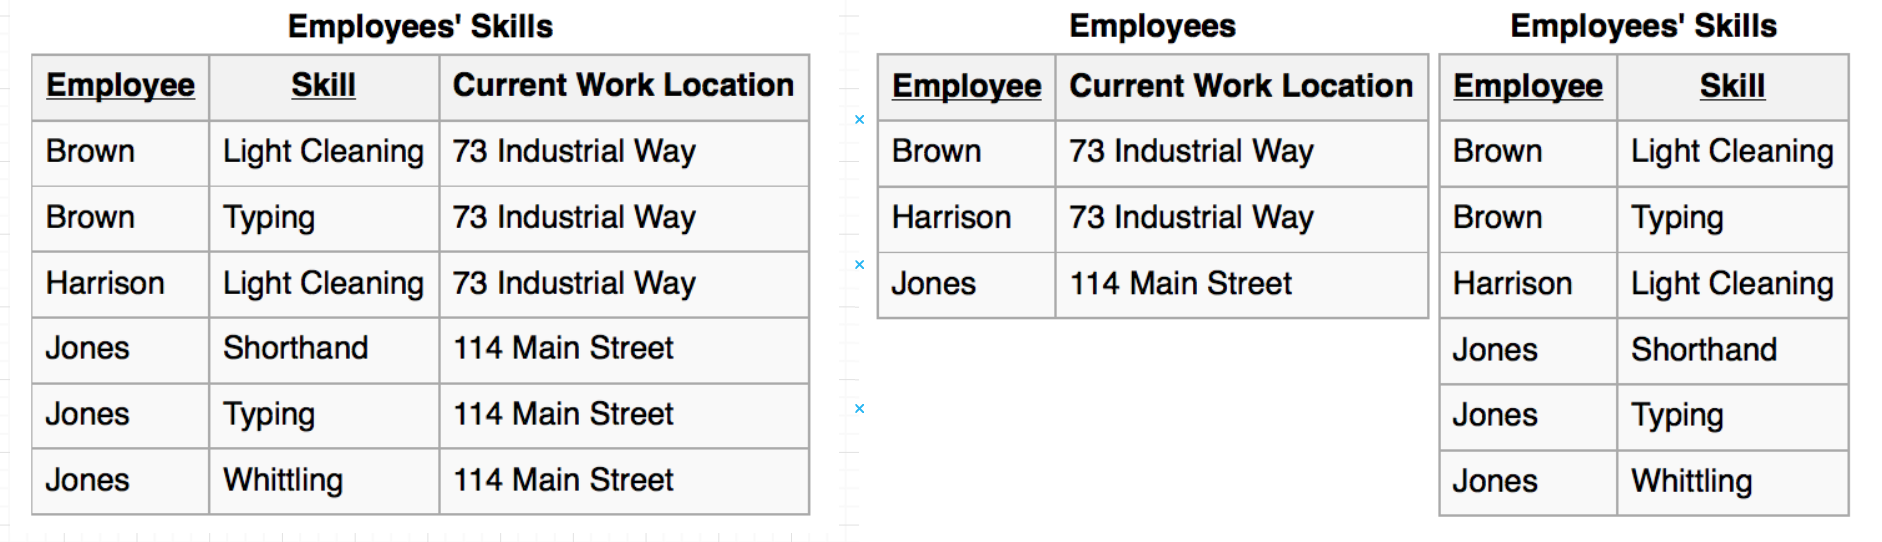 Employees' Skills
Employee Skill Current Work Location
Brown Light Cleaning 73 Industrial Way
Brown Typing 73 Industrial Way
Harrison Light Cleaning 73 Industrial Way
Jones Shorthand 114 Main Street
Jones Typing 114 Main Street
Jones Whittling 114 Main Street
Employees
Employee Current Work Location
Brown 73 Industrial Way
Harrison 73 Industrial Way
Jones 114 Main Street
Employees' Skills
Employee Skill
Brown Light Cleaning
Brown Typing
Harrison Light Cleaning
Jones Shorthand
Jones Typing
Jones Whittling